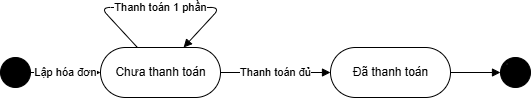 Thanh toán 1 phần
Lập hóa đơn
Chưa thanh toán
Thanh toán đủ
Đã thanh toán